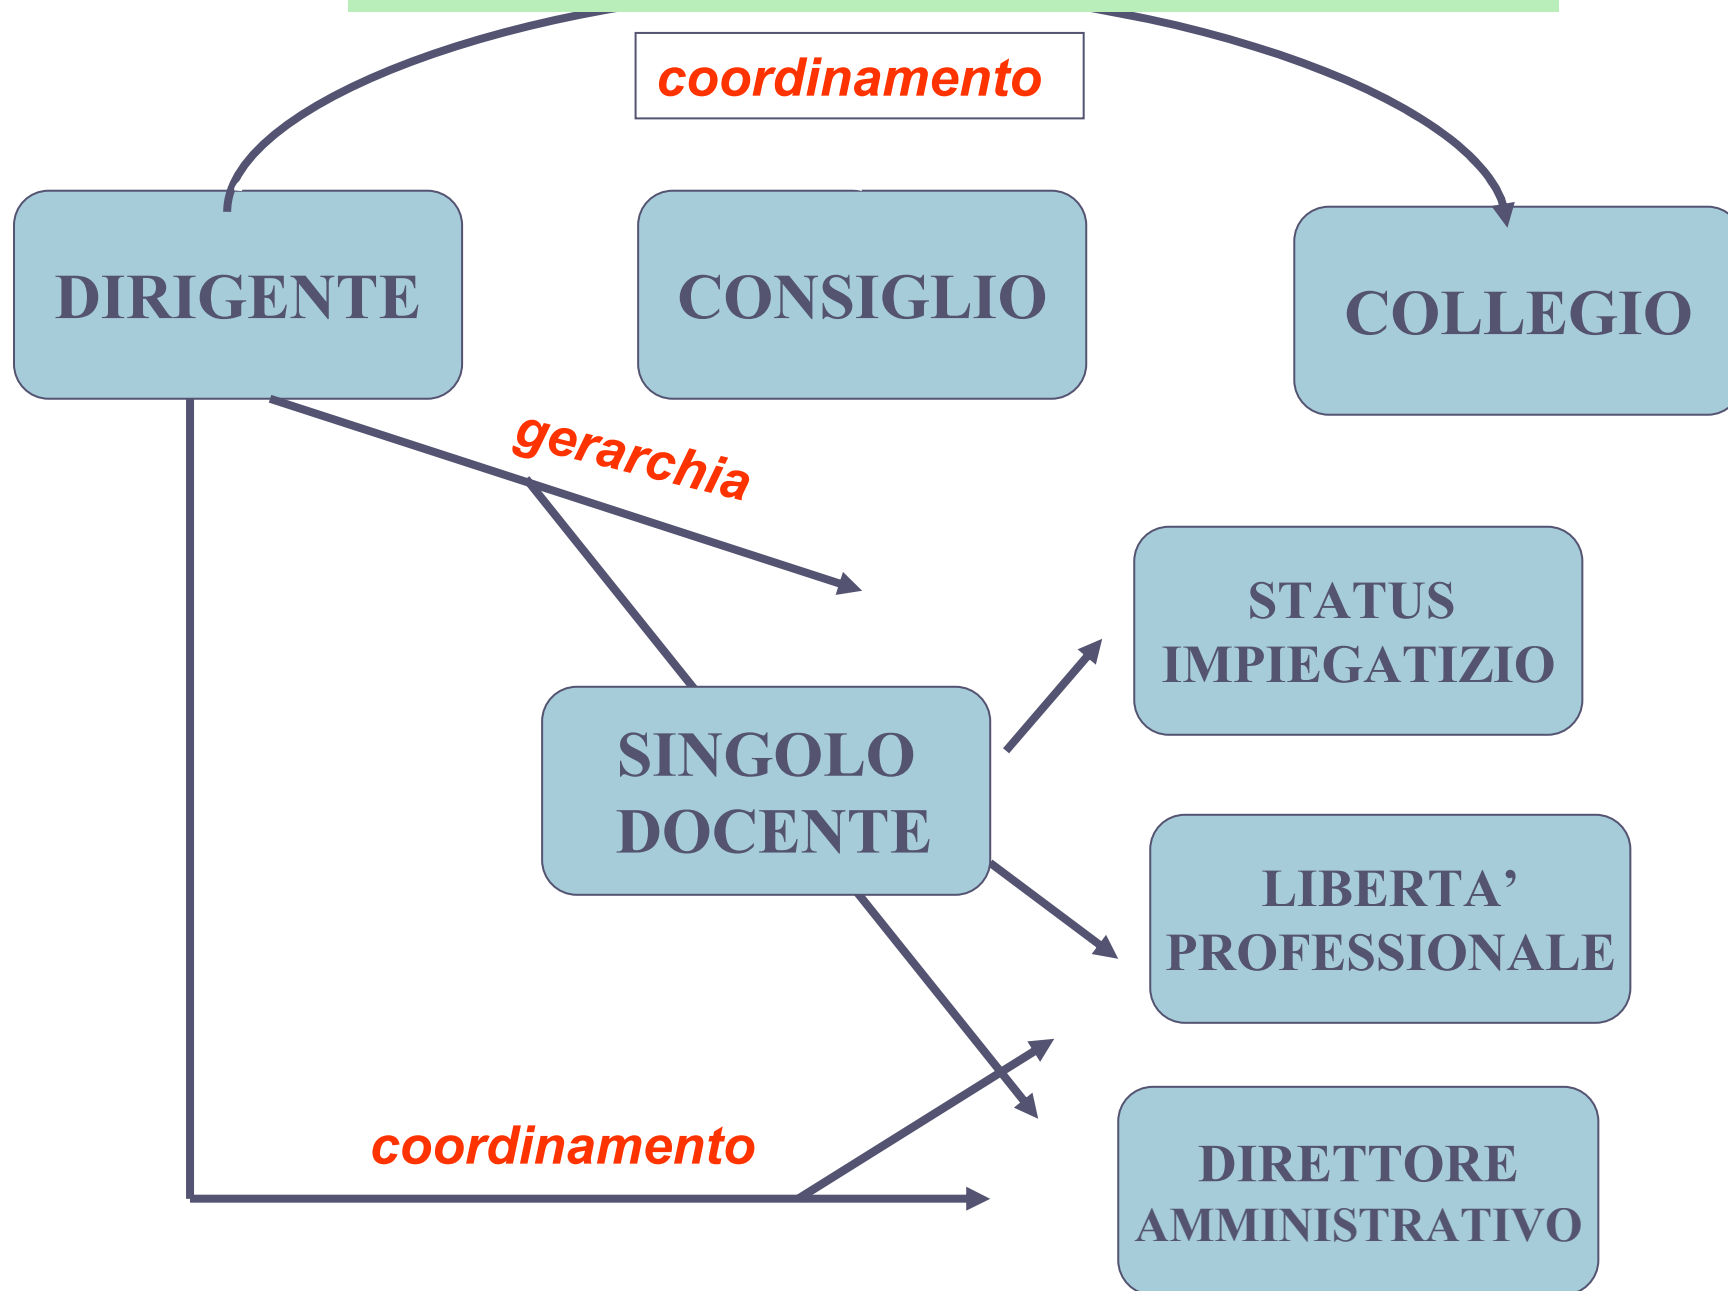 coordinamento
DIRIGENTE
CONSIGLIO
COLLEGIO
gerarchia
STATUS
IMPIEGATIZIO
SINGOLO
DOCENTE
LIBERTA’
PROFESSIONALE
coordinamento
DIRETTORE
AMMINISTRATIVO